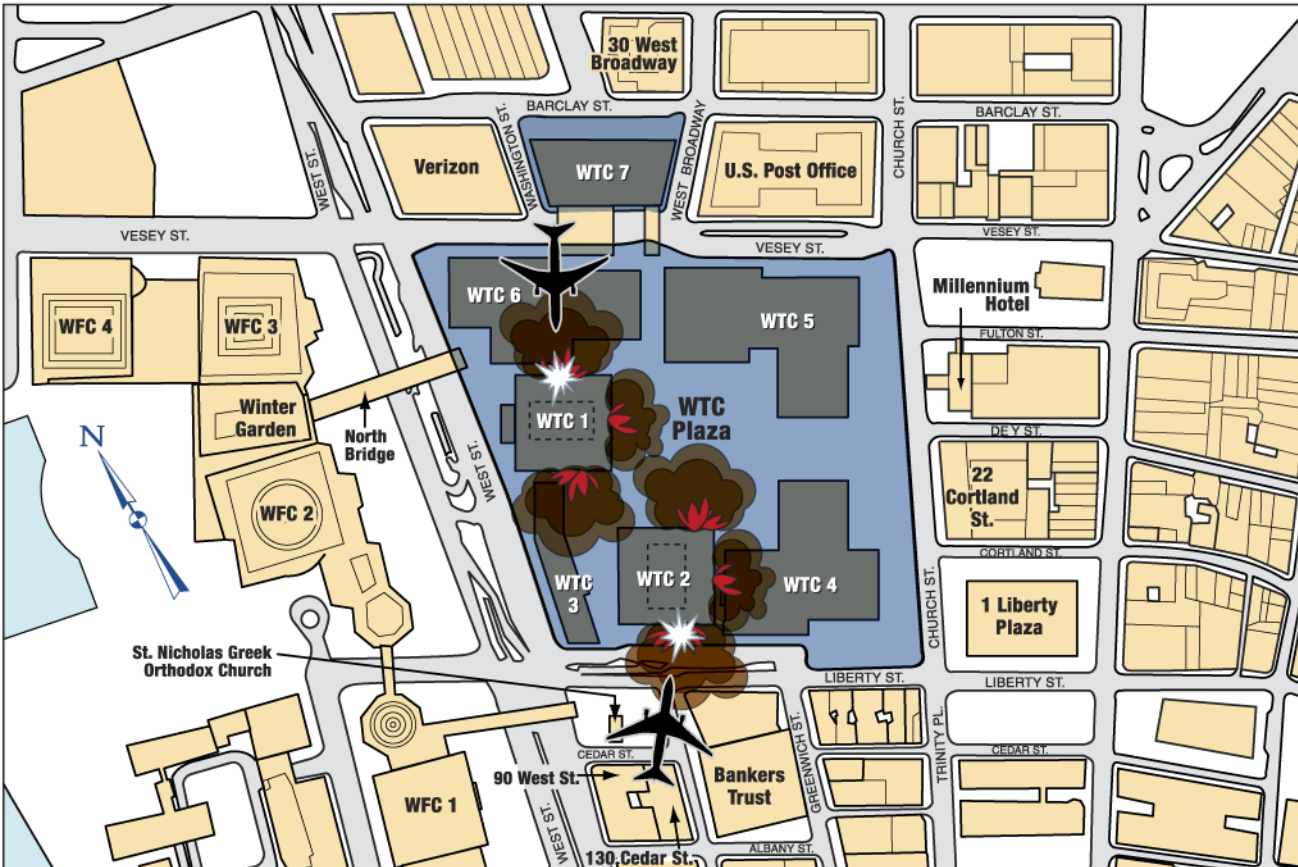 30 West
Broadway
BARCLAY ST.
BARCLAY ST.
WASHINGTON ST.
WEST BROADWAY
CHURCH ST.
WEST ST.
Verizon
WTC 7
U.S. Post Office
VESEY ST.
VESEY ST.
VESEY ST.
WTC 6
WTC 5
Millennium
Hotel
WFC 4
WFC 3
FULTON ST.
Winter
Garden
WTC 1
WTC
Plaza
North
Bridge
DEY ST.
N
WEST ST.
22
Cortland
St.
WFC 2
CORTLAND ST.
WTC
3
WTC 2
WTC 4
CHURCH ST.
1 Liberty
Plaza
St. Nicholas Greek
Orthodox Church
LIBERTY ST.
LIBERTY ST.
CEDAR ST.
GREENWICH ST.
TRINITY PL.
CEDAR ST.
90 West St.
Bankers
Trust
WFC 1
WEST ST.
130 Cedar St.
ALBANY ST.